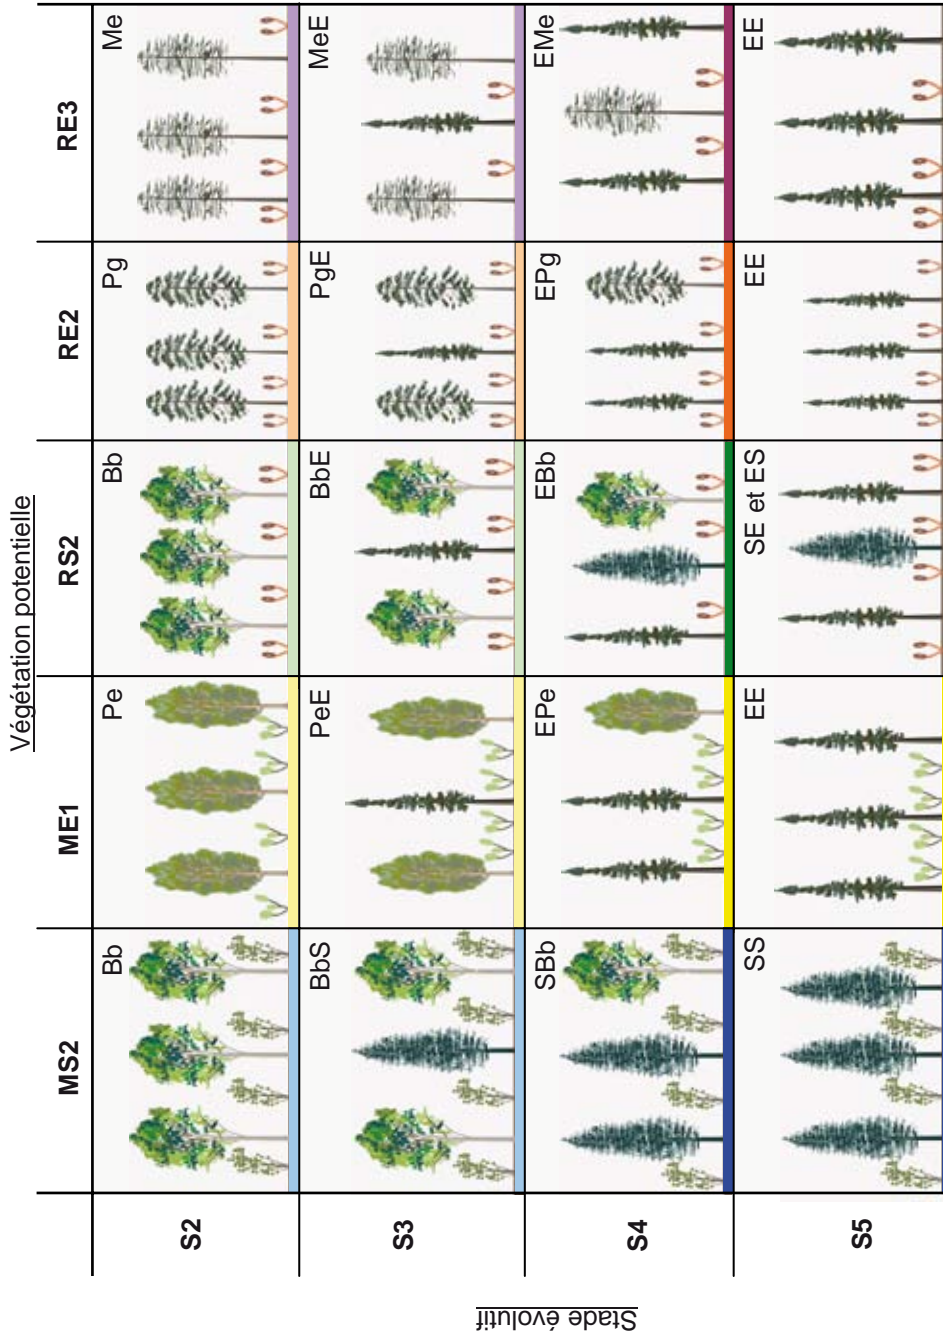 Végétation potentielle
MS2 ME1 RS2 RE2 RE3
Stade évolutif
S2 Bb Pe Bb Pg Me
S3 BbS PeE BbE PgE MeE
S4 SBb EPe EBb EPg EMe
S5 SS EE SE et ES EE EE